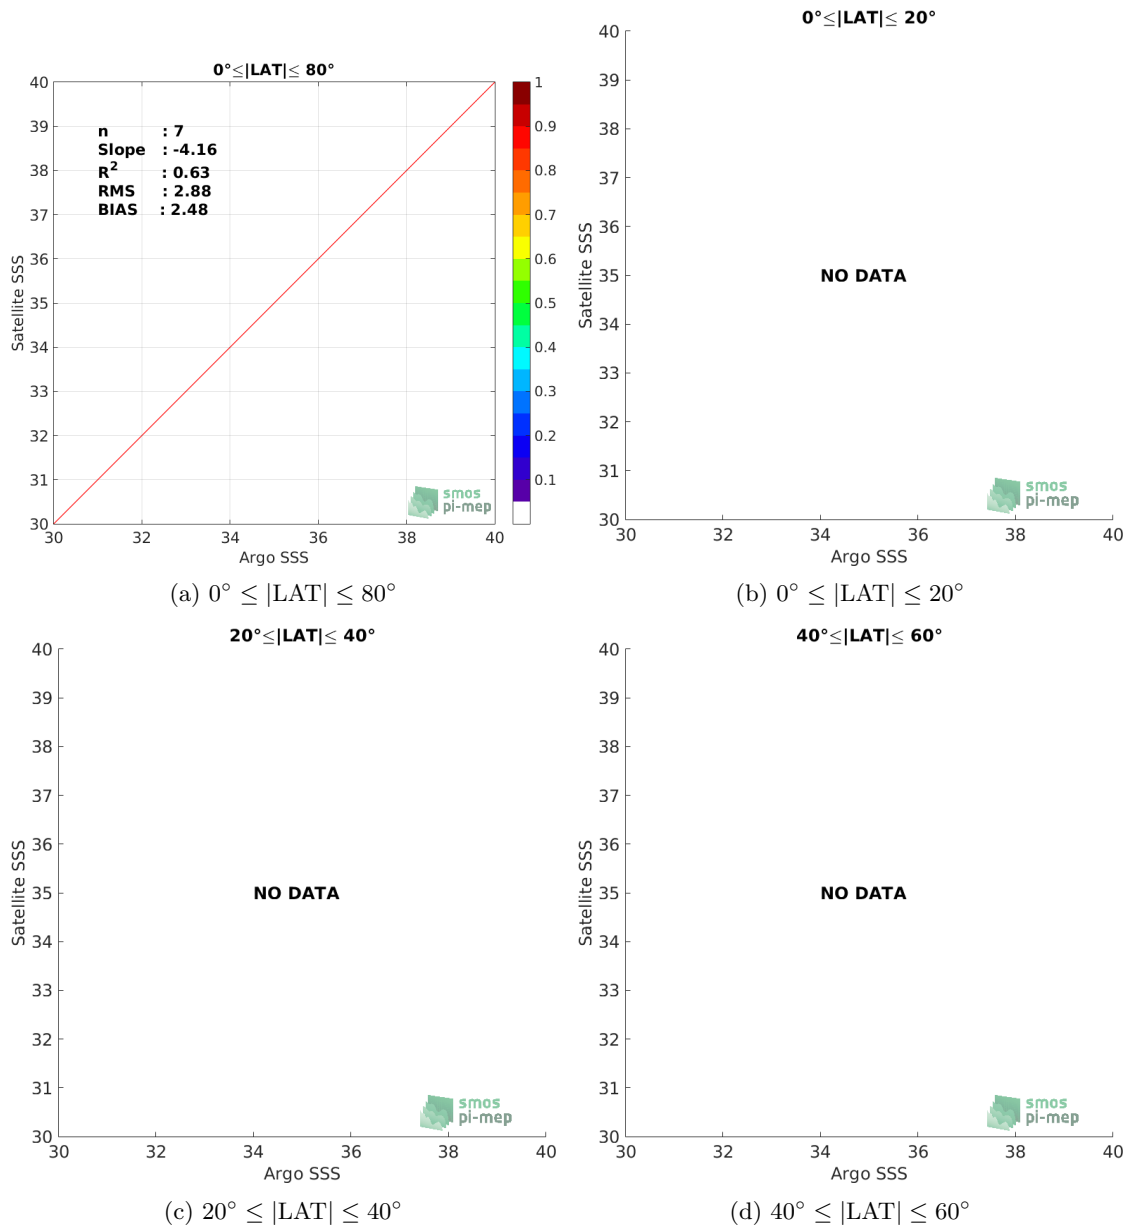 0°≤|LAT|≤ 80°
40
39
38
37
36
35
34
33
32
31
30
Satellite SSS
n : 7
Slope : -4.16
R² : 0.63
RMS : 2.88
BIAS : 2.48
smos
pi-mep
30 32 34 36 38 40
Argo SSS
1
0.9
0.8
0.7
0.6
0.5
0.4
0.3
0.2
0.1
(a) 0° ≤ |LAT| ≤ 80°
0°≤|LAT|≤ 20°
40
39
38
37
36
35
34
33
32
31
30
Satellite SSS
NO DATA
smos
pi-mep
30 32 34 36 38 40
Argo SSS
(b) 0° ≤ |LAT| ≤ 20°
20°≤|LAT|≤ 40°
40
39
38
37
36
35
34
33
32
31
30
Satellite SSS
NO DATA
smos
pi-mep
30 32 34 36 38 40
Argo SSS
(c) 20° ≤ |LAT| ≤ 40°
40°≤|LAT|≤ 60°
40
39
38
37
36
35
34
33
32
31
30
Satellite SSS
NO DATA
smos
pi-mep
30 32 34 36 38 40
Argo SSS
(d) 40° ≤ |LAT| ≤ 60°